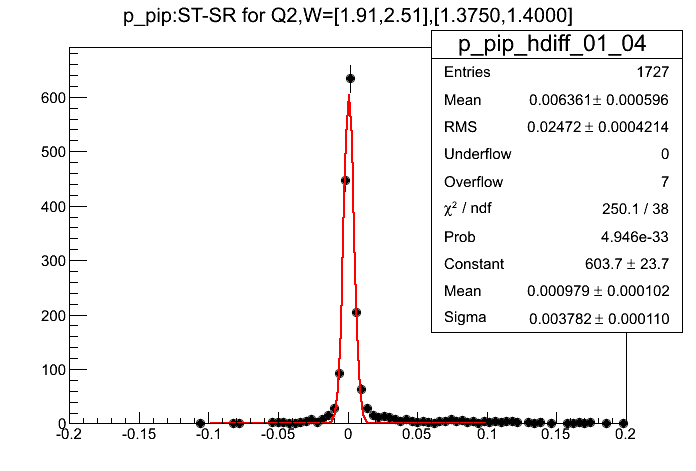 p_pip:ST-SR for Q2,W=[1.91,2.51],[1.3750,1.4000]
p_pip_hdiff_01_04
Entries 1727
Mean 0.006361 ± 0.000596
RMS 0.02472 ± 0.0004214
Underflow 0
Overflow 7
χ² / ndf 250.1 / 38
Prob 4.946e-33
Constant 603.7 ± 23.7
Mean 0.000979 ± 0.000102
Sigma 0.003782 ± 0.000110
600
500
400
300
200
100
0
-0.2 -0.15 -0.1 -0.05 0 0.05 0.1 0.15 0.2